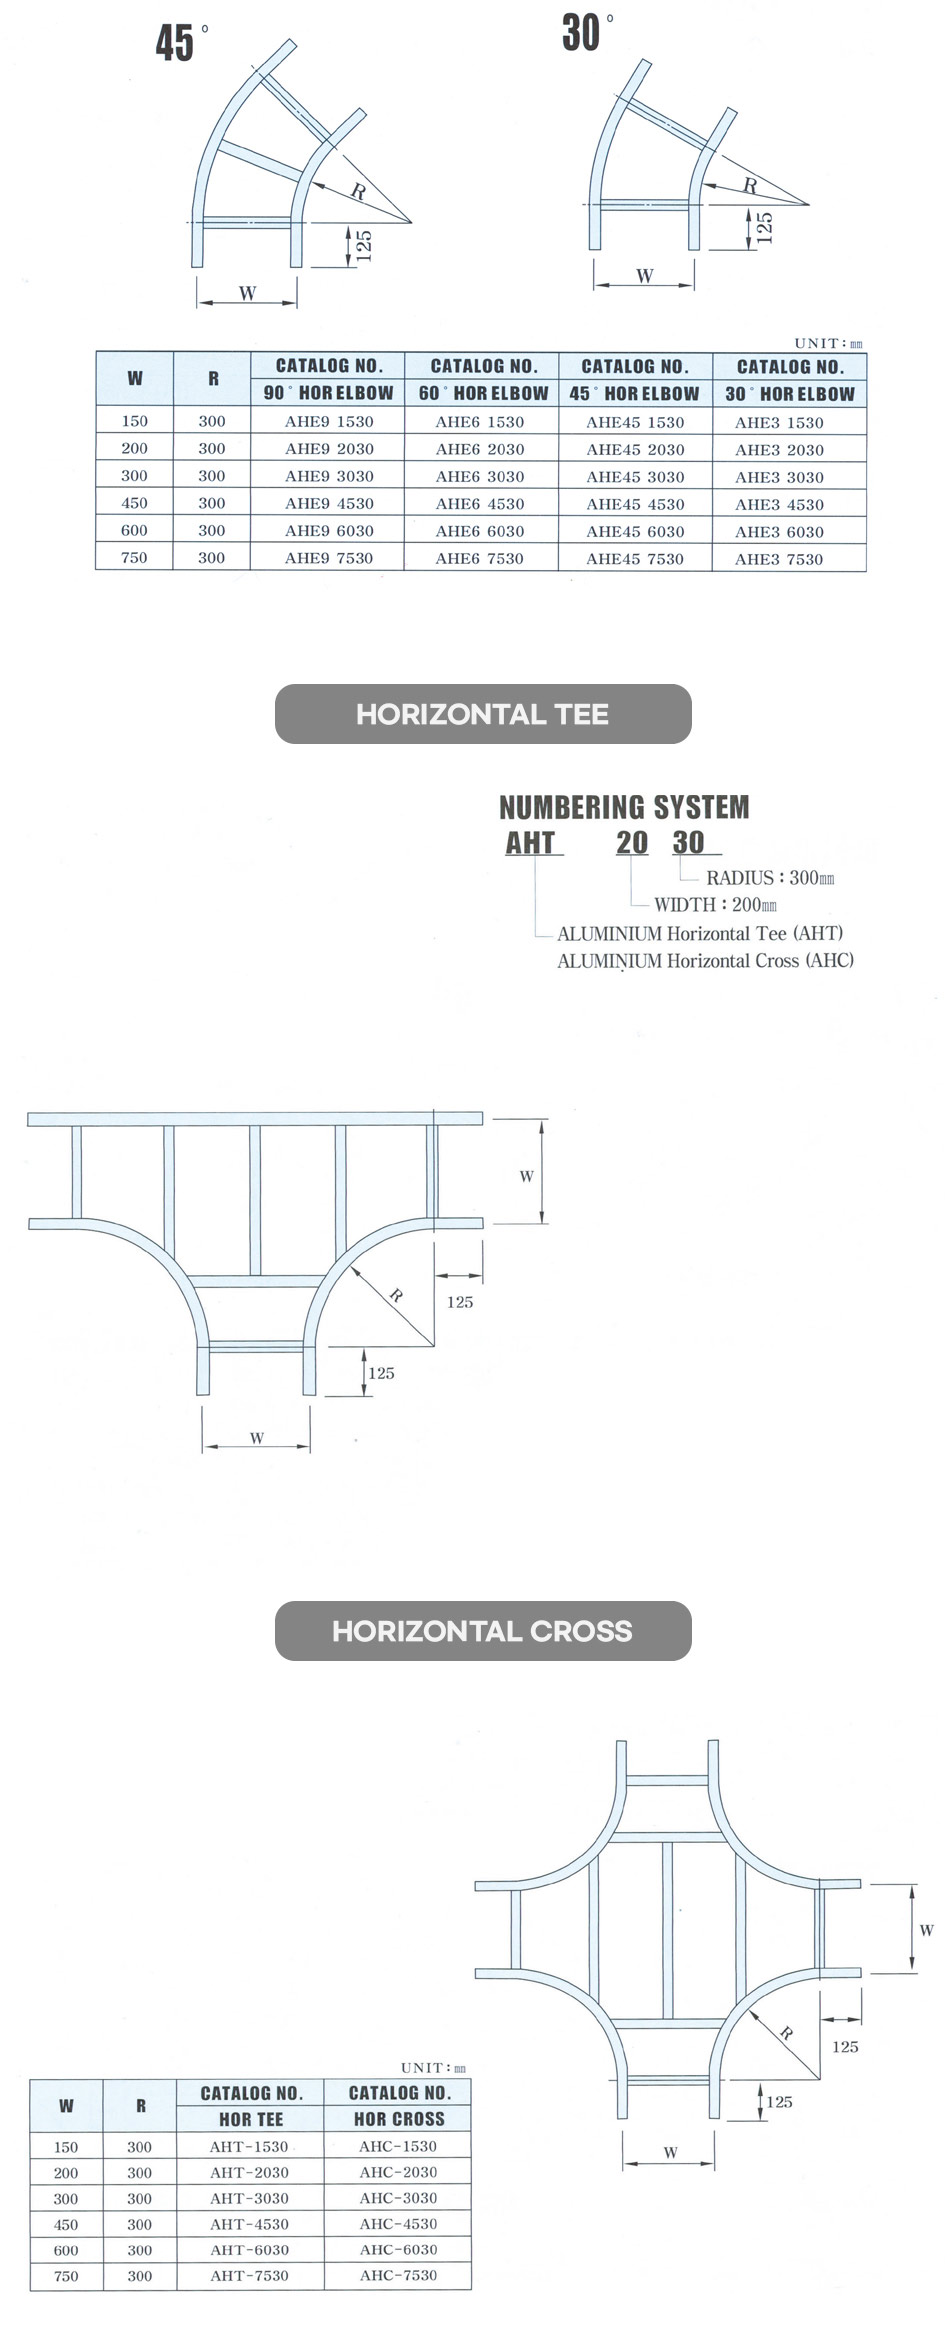 45°
30°
R
R
125
125
W
W
UNIT : ㎜
W R CATALOG NO. CATALOG NO. CATALOG NO. CATALOG NO.
90° HOR ELBOW 60° HOR ELBOW 45° HOR ELBOW 30° HOR ELBOW
150 300 AHE9 1530 AHE6 1530 AHE45 1530 AHE3 1530
200 300 AHE9 2030 AHE6 2030 AHE45 2030 AHE3 2030
300 300 AHE9 3030 AHE6 3030 AHE45 3030 AHE3 3030
450 300 AHE9 4530 AHE6 4530 AHE45 4530 AHE3 4530
600 300 AHE9 6030 AHE6 6030 AHE45 6030 AHE3 6030
750 300 AHE9 7530 AHE6 7530 AHE45 7530 AHE3 7530
HORIZONTAL TEE
NUMBERING SYSTEM
AHT 20 30
RADIUS : 300㎜
WIDTH : 200㎜
ALUMINIUM Horizontal Tee (AHT)
ALUMINIUM Horizontal Cross (AHC)
W
R
125
125
W
HORIZONTAL CROSS
W
R
125
125
W
UNIT : ㎜
W R CATALOG NO. CATALOG NO.
HOR TEE HOR CROSS
150 300 AHT-1530 AHC-1530
200 300 AHT-2030 AHC-2030
300 300 AHT-3030 AHC-3030
450 300 AHT-4530 AHC-4530
600 300 AHT-6030 AHC-6030
750 300 AHT-7530 AHC-7530